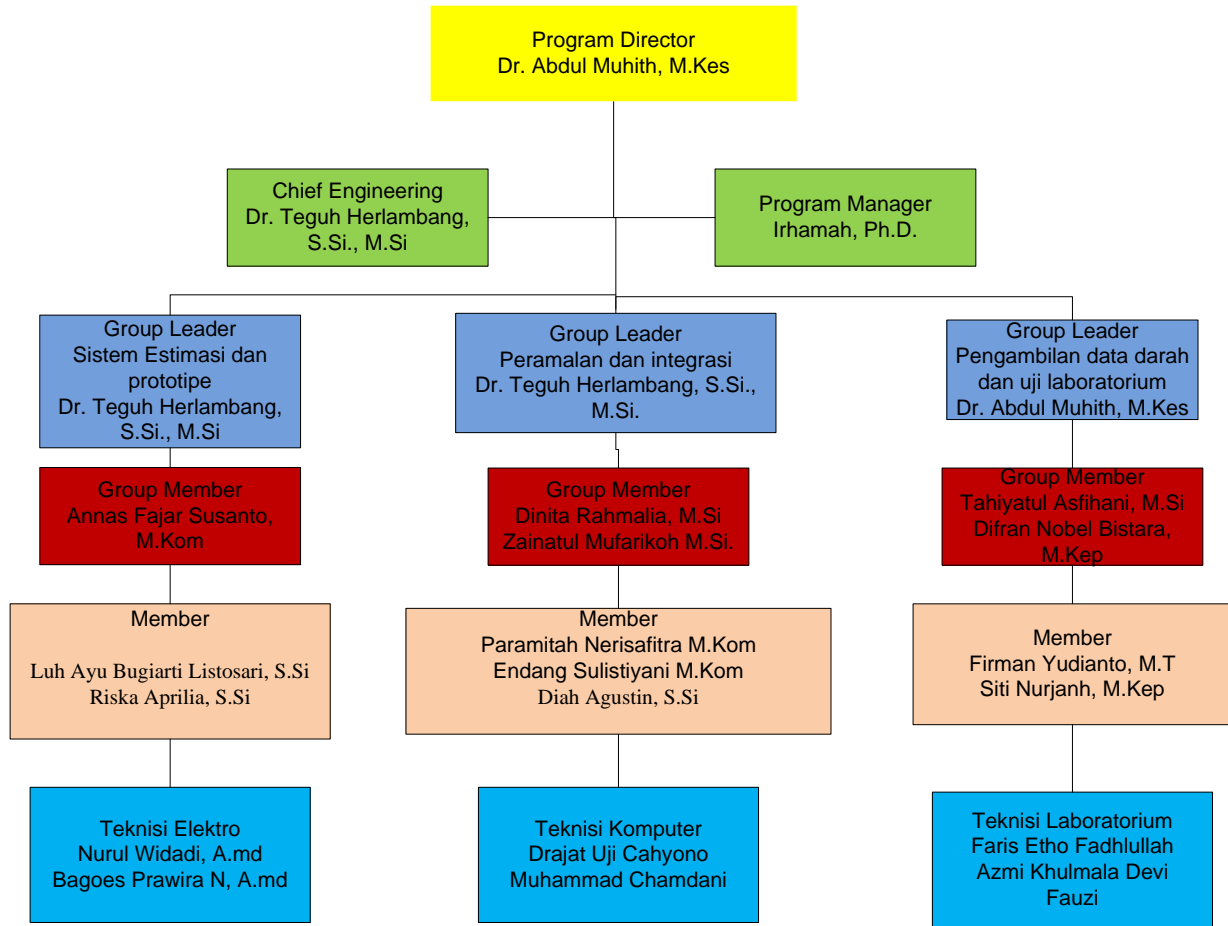 Program Director
Dr. Abdul Muhith, M.Kes
Chief Engineering
Dr. Teguh Herlambang,
S.Si., M.Si
Program Manager
Irhamah, Ph.D.
Group Leader
Sistem Estimasi dan
prototipe
Dr. Teguh Herlambang,
S.Si., M.Si
Group Leader
Peramalan dan integrasi
Dr. Teguh Herlambang, S.Si.,
M.Si.
Group Leader
Pengambilan data darah
dan uji laboratorium
Dr. Abdul Muhith, M.Kes
Group Member
Annas Fajar Susanto,
M.Kom
Group Member
Dinita Rahmalia, M.Si
Zainatul Mufarikoh M.Si.
Group Member
Tahiyatul Asfihani, M.Si
Difran Nobel Bistara,
M.Kep
Member
Luh Ayu Bugiarti Listosari, S.Si
Riska Aprilia, S.Si
Member
Paramitah Nerisafitra M.Kom
Endang Sulistiyani M.Kom
Diah Agustin, S.Si
Member
Firman Yudianto, M.T
Siti Nurjanh, M.Kep
Teknisi Elektro
Nurul Widadi, A.md
Bagoes Prawira N, A.md
Teknisi Komputer
Drajat Uji Cahyono
Muhammad Chamdani
Teknisi Laboratorium
Faris Etho Fadhlullah
Azmi Khulmala Devi
Fauzi